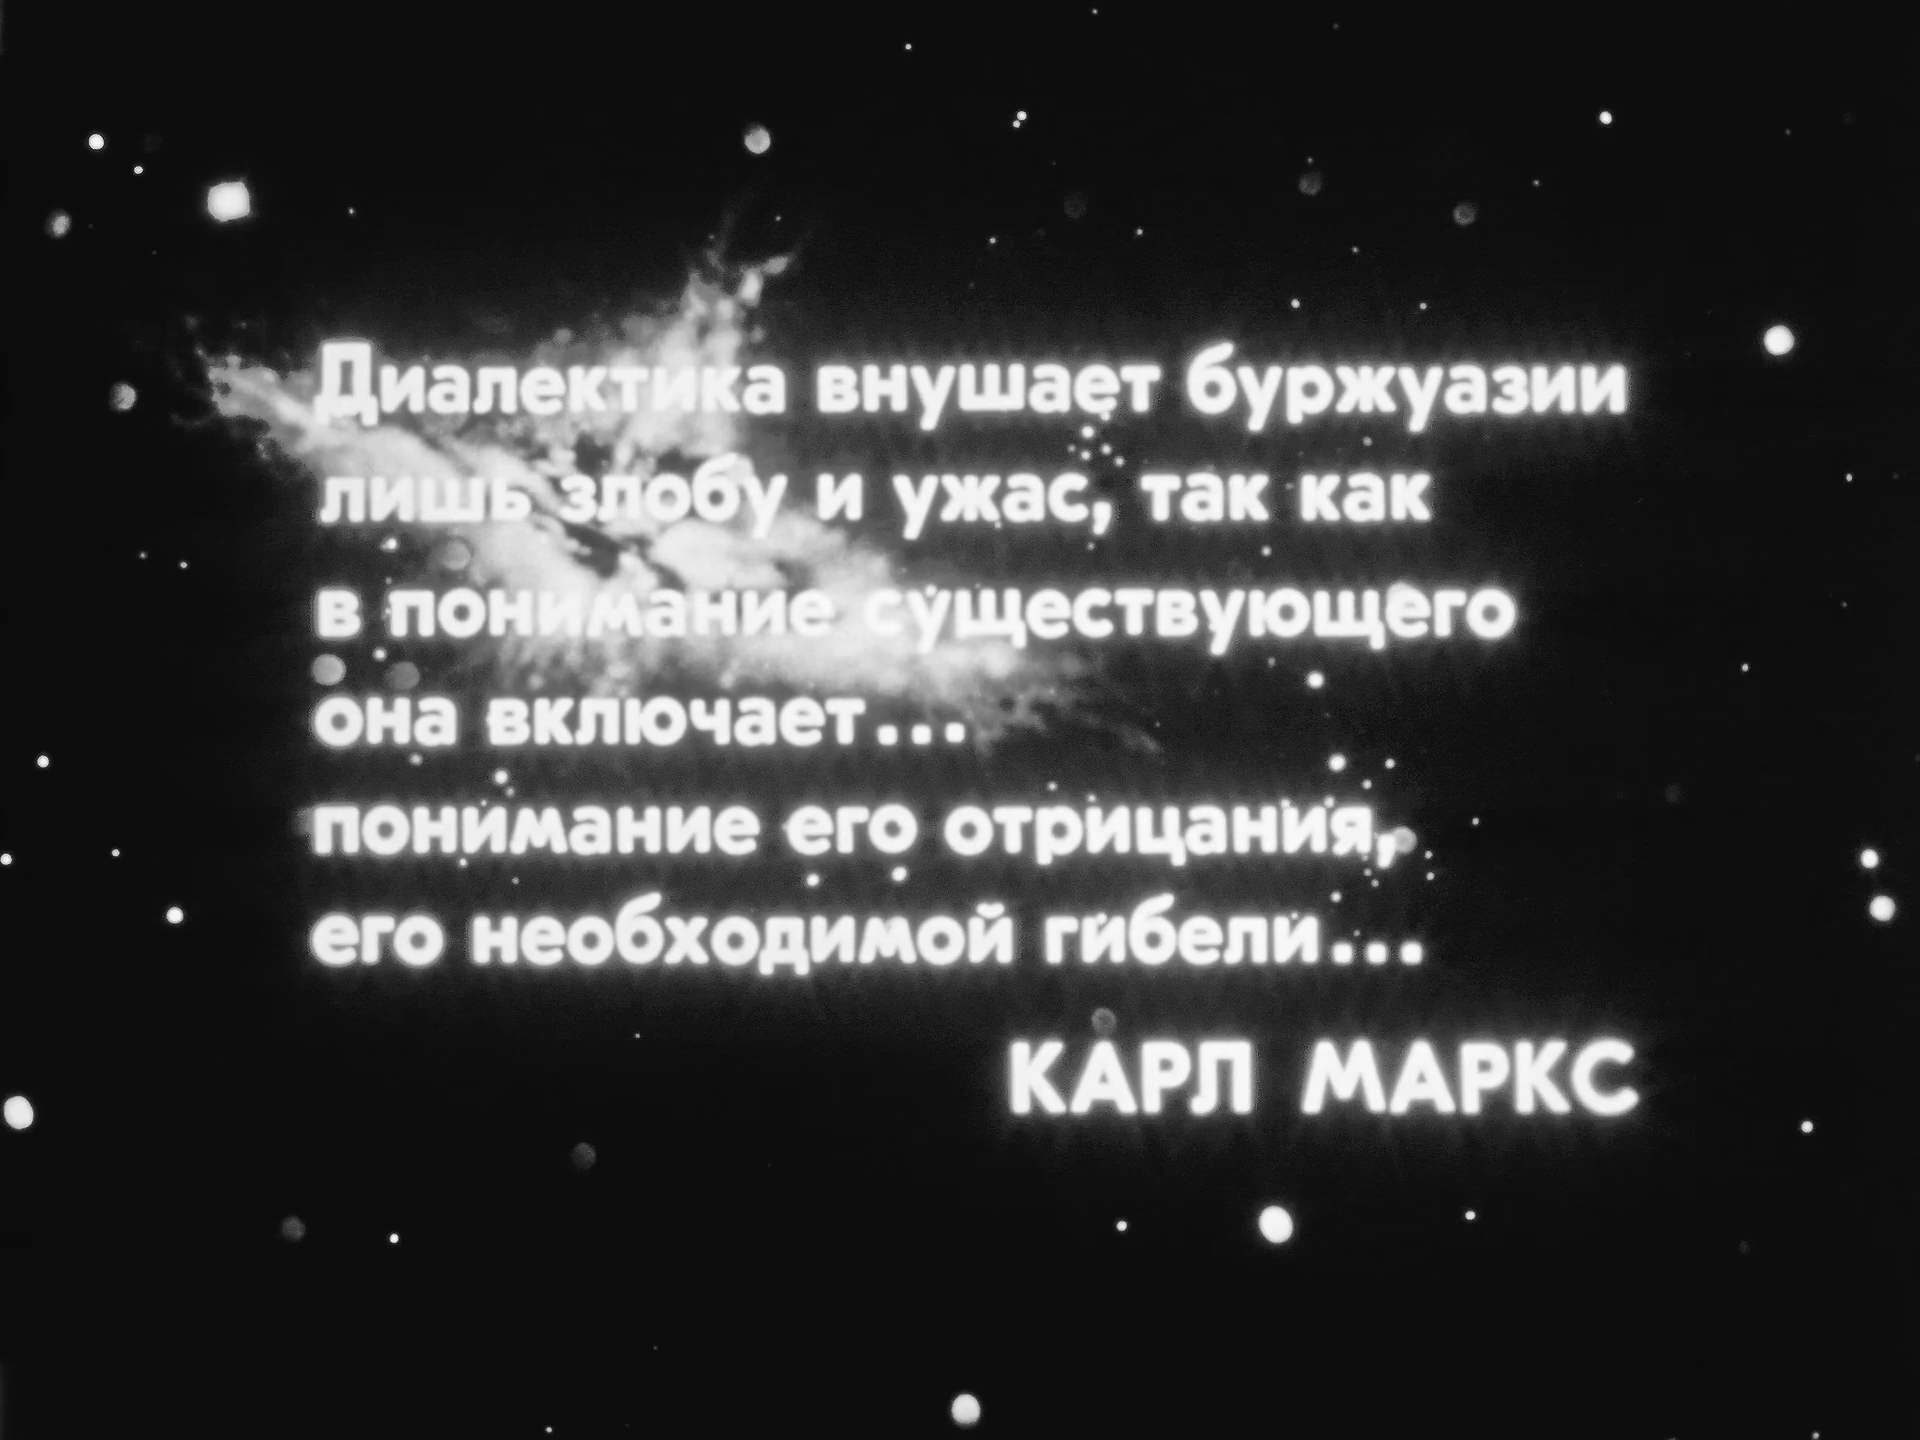 Диалектика внушает буржуазии
лишь злобу и ужас, так как
в понимание существующего
она включает...
понимание его отрицания,
его необходимой гибели...
КАРЛ МАРКС